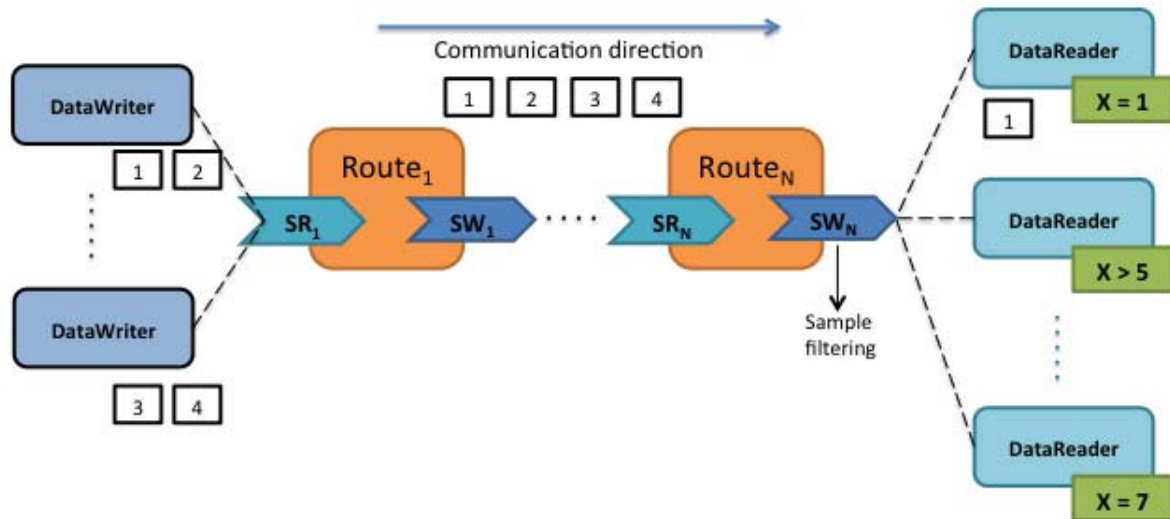 Communication direction
1 2 3 4
DataWriter
1 2
DataWriter
3 4
Route1
SR1
SW1
RouteN
SRN
SWN
Sample
filtering
DataReader
X = 1
1
DataReader
X > 5
DataReader
X = 7